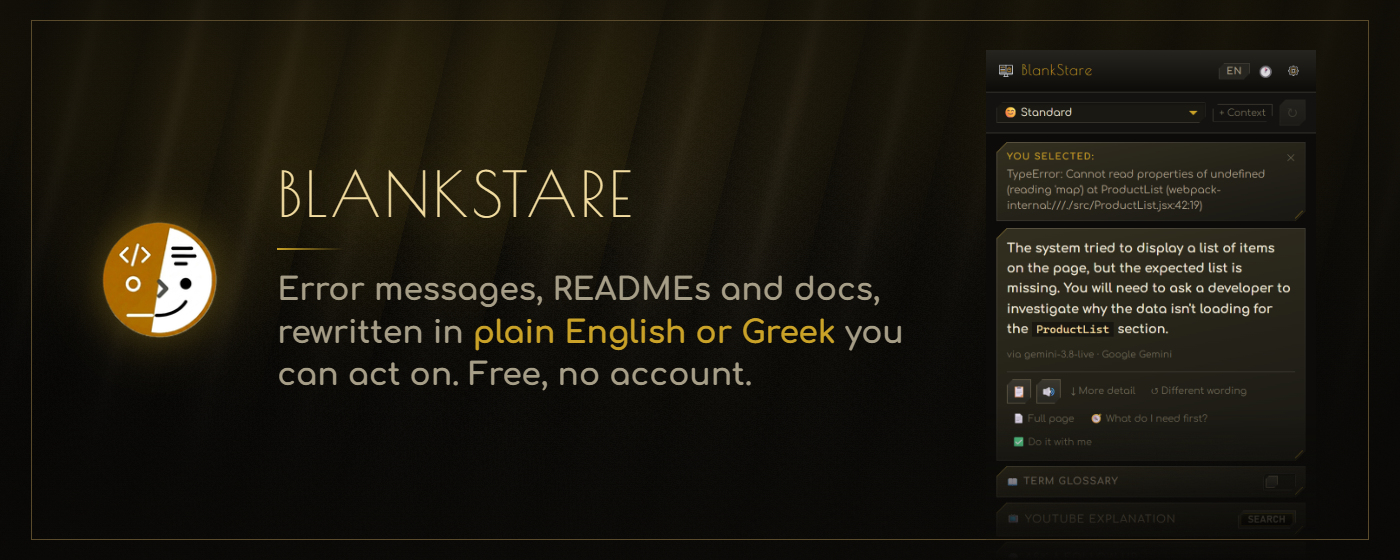 BLANKSTARE
Error messages, READMEs and docs,
rewritten in plain English or Greek you
can act on. Free, no account.
</>
BlankStare
EN
Standard
+ Context
YOU SELECTED:
TypeError: Cannot read properties of undefined
(reading 'map') at ProductList (webpack-
internal:///./src/ProductList.jsx:42:19)
The system tried to display a list of items
on the page, but the expected list is
missing. You will need to ask a developer to
investigate why the data isn't loading for
the ProductList section.
via gemini-3.8-live · Google Gemini
↓ More detail
↺ Different wording
Full page
What do I need first?
Do it with me
TERM GLOSSARY
YOUTUBE EXPLANATION
SEARCH